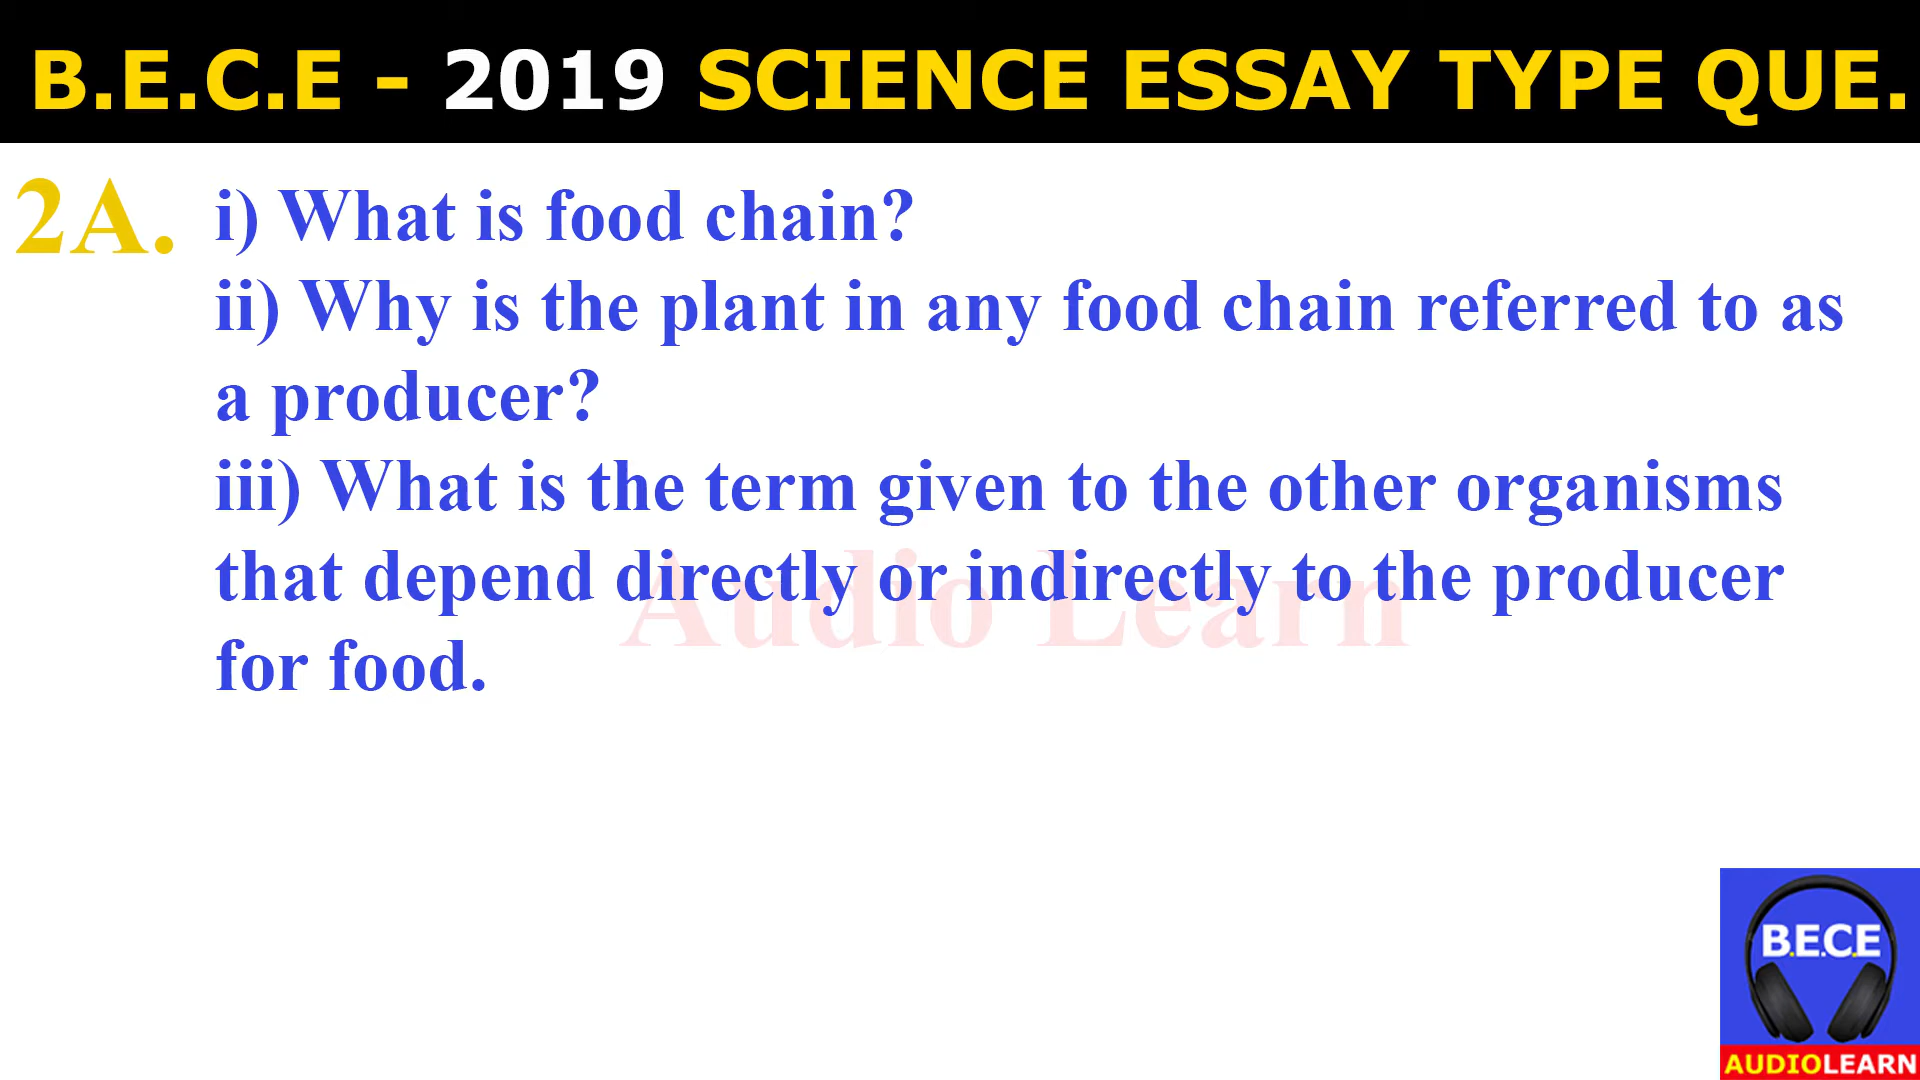 B.E.C.E - 2019 SCIENCE ESSAY TYPE QUE.
2A. i) What is food chain?
ii) Why is the plant in any food chain referred to as
a producer?
iii) What is the term given to the other organisms
that depend directly or indirectly to the producer
for food.
Audio Learn
B.E.C.E
AUDIOLEARN